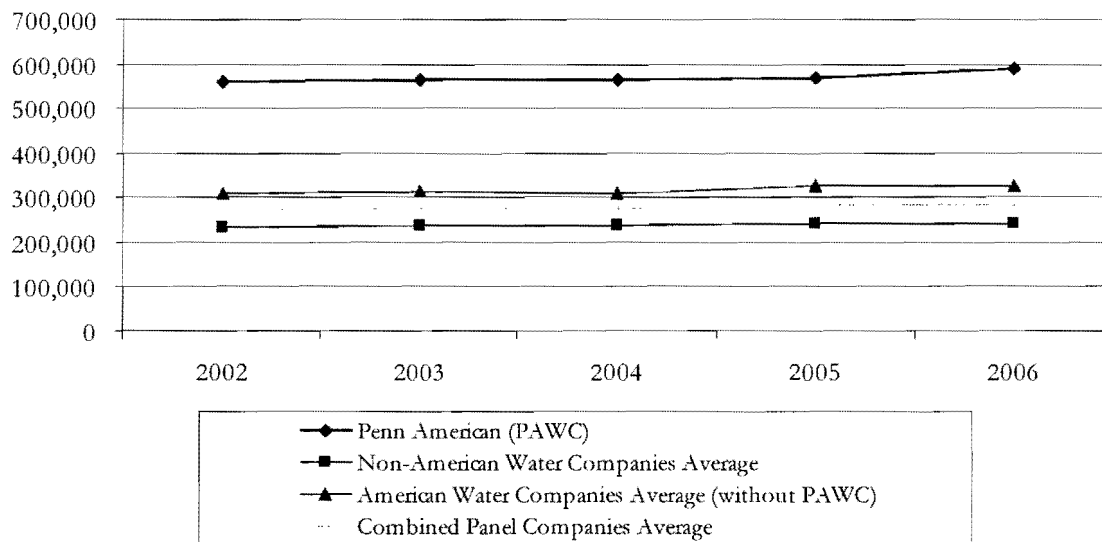 700,000
600,000
500,000
400,000
300,000
200,000
100,000
0
2002 2003 2004 2005 2006
Penn American (PAWC)
Non-American Water Companies Average
American Water Companies Average (without PAWC)
Combined Panel Companies Average